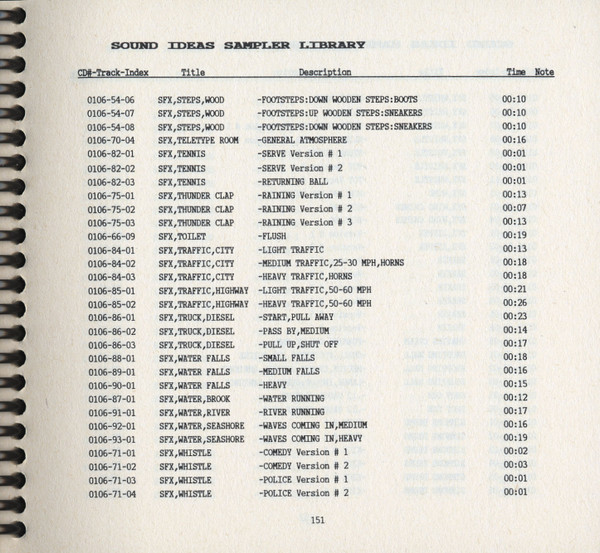 SOUND IDEAS SAMPLER LIBRARY
CD#-Track-Index Title Description Time Note
0106-54-06 SFX,STEPS,WOOD -FOOTSTEPS:DOWN WOODEN STEPS:BOOTS 00:10
0106-54-07 SFX,STEPS,WOOD -FOOTSTEPS:UP WOODEN STEPS:SNEAKERS 00:10
0106-54-08 SFX,STEPS,WOOD -FOOTSTEPS:DOWN WOODEN STEPS:SNEAKERS 00:10
0106-70-04 SFX,TELETYPE ROOM -GENERAL ATMOSPHERE 00:16
0106-82-01 SFX,TENNIS -SERVE Version # 1 00:01
0106-82-02 SFX,TENNIS -SERVE Version # 2 00:01
0106-82-03 SFX,TENNIS -RETURNING BALL 00:01
0106-75-01 SFX,THUNDER CLAP -RAINING Version # 1 00:13
0106-75-02 SFX,THUNDER CLAP -RAINING Version # 2 00:07
0106-75-03 SFX,THUNDER CLAP -RAINING Version # 3 00:13
0106-66-09 SFX,TOILET -FLUSH 00:19
0106-84-01 SFX,TRAFFIC,CITY -LIGHT TRAFFIC 00:13
0106-84-02 SFX,TRAFFIC,CITY -MEDIUM TRAFFIC,25-30 MPH,HORNS 00:18
0106-84-03 SFX,TRAFFIC,CITY -HEAVY TRAFFIC,HORNS 00:18
0106-85-01 SFX,TRAFFIC,HIGHWAY -LIGHT TRAFFIC,50-60 MPH 00:21
0106-85-02 SFX,TRAFFIC,HIGHWAY -HEAVY TRAFFIC,50-60 MPH 00:26
0106-86-01 SFX,TRUCK,DIESEL -START,PULL AWAY 00:23
0106-86-02 SFX,TRUCK,DIESEL -PASS BY,MEDIUM 00:14
0106-86-03 SFX,TRUCK,DIESEL -PULL UP,SHUT OFF 00:17
0106-88-01 SFX,WATER FALLS -SMALL FALLS 00:18
0106-89-01 SFX,WATER FALLS -MEDIUM FALLS 00:16
0106-90-01 SFX,WATER FALLS -HEAVY 00:15
0106-87-01 SFX,WATER,BROOK -WATER RUNNING 00:12
0106-91-01 SFX,WATER,RIVER -RIVER RUNNING 00:17
0106-92-01 SFX,WATER,SEASHORE -WAVES COMING IN,MEDIUM 00:16
0106-93-01 SFX,WATER,SEASHORE -WAVES COMING IN,HEAVY 00:19
0106-71-01 SFX,WHISTLE -COMEDY Version # 1 00:02
0106-71-02 SFX,WHISTLE -COMEDY Version # 2 00:03
0106-71-03 SFX,WHISTLE -POLICE Version # 1 00:01
0106-71-04 SFX,WHISTLE -POLICE Version # 2 00:01
151